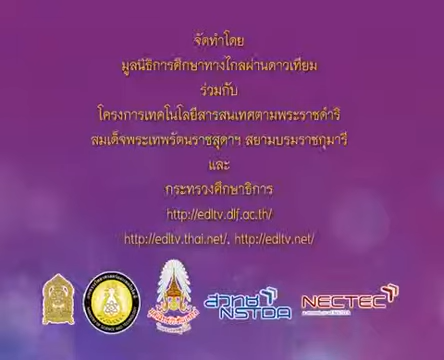 จัดทำโดย
มูลนิธิการศึกษาทางไกลผ่านดาวเทียม
ร่วมกับ
โครงการเทคโนโลยีสารสนเทศตามพระราชดำริ
สมเด็จพระเทพรัตนราชสุดาฯ สยามบรมราชกุมารี
และ
กระทรวงศึกษาธิการ
http://edltv.dlf.ac.th/
http://edltv.thai.net/, http://edltv.net/
สวทช NSTDA NECTEC